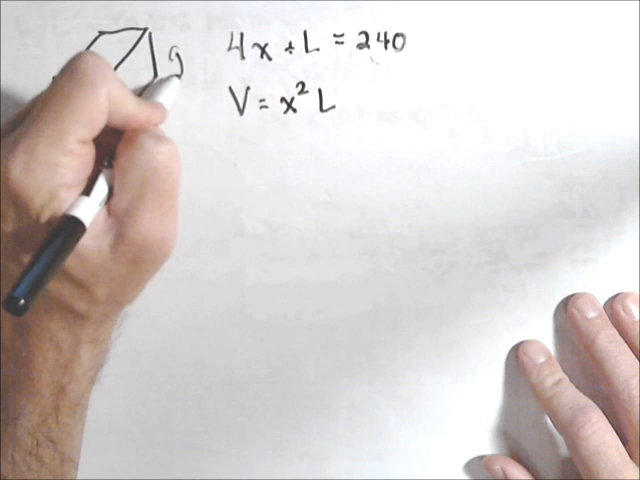 4x + L = 240
V = x² L